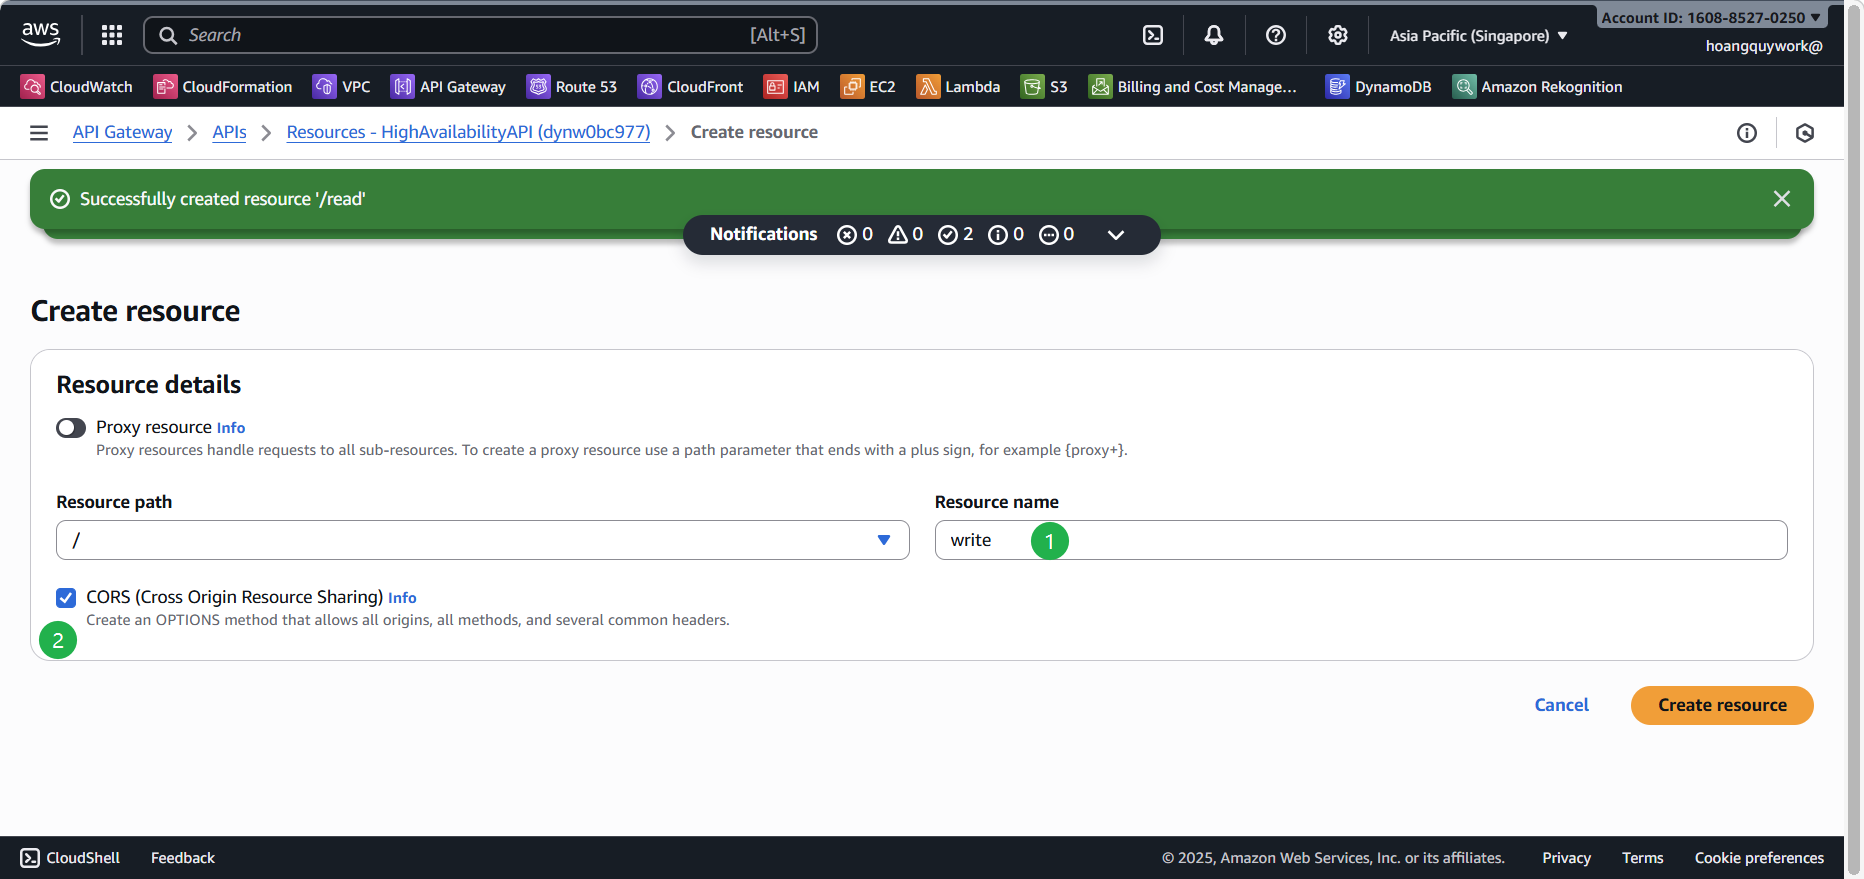 aws
Search [Alt+S]
Asia Pacific (Singapore)
Account ID: 1608-8527-0250
hoangquywork@
CloudWatch CloudFormation VPC API Gateway Route 53 CloudFront IAM EC2 Lambda S3 Billing and Cost Manage... DynamoDB Amazon Rekognition
API Gateway APIs Resources - HighAvailabilityAPI (dynw0bc977) Create resource
Successfully created resource '/read'
Notifications 0 0 2 0 0
Create resource
Resource details
Proxy resource Info
Proxy resources handle requests to all sub-resources. To create a proxy resource use a path parameter that ends with a plus sign, for example {proxy+}.
Resource path Resource name
/ write 1
CORS (Cross Origin Resource Sharing) Info
Create an OPTIONS method that allows all origins, all methods, and several common headers.
2
Cancel Create resource
CloudShell Feedback © 2025, Amazon Web Services, Inc. or its affiliates. Privacy Terms Cookie preferences